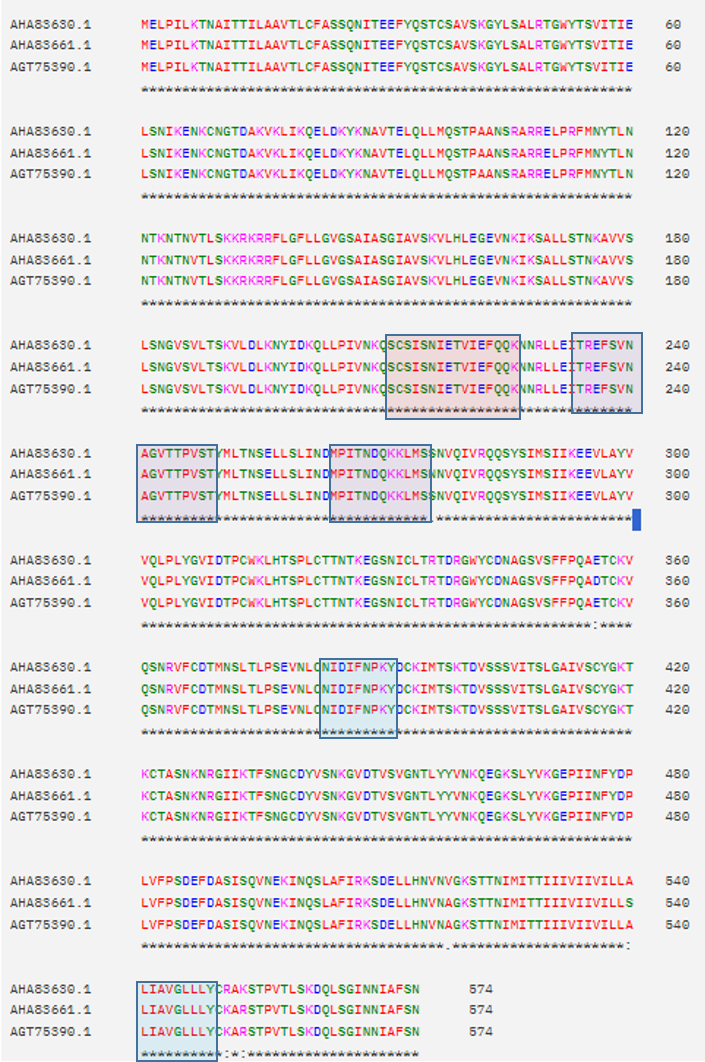 AHA83630.1 MELPILKTNAITTILAAVTLCFASSQNITEEFYQSTCSAVSKGYLSALRTGWYTSVITIE 60
AHA83661.1 MELPILKTNAITTILAAVTLCFASSQNITEEFYQSTCSAVSKGYLSALRTGWYTSVITIE 60
AGT75390.1 MELPILKTNAITTILAAVTLCFASSQNITEEFYQSTCSAVSKGYLSALRTGWYTSVITIE 60
************************************************************
AHA83630.1 LSNIKENKCNGTDAKVKLIKQELDKYKNAVTELQLLMQSTPAANSRARRELPRFMNYTLN 120
AHA83661.1 LSNIKENKCNGTDAKVKLIKQELDKYKNAVTELQLLMQSTPAANSRARRELPRFMNYTLN 120
AGT75390.1 LSNIKENKCNGTDAKVKLIKQELDKYKNAVTELQLLMQSTPAANSRARRELPRFMNYTLN 120
************************************************************
AHA83630.1 NTKNTNVTLSKKRKRRFLGFLLGVGSAIASGIAVSKVLHLEGEVNKIKSALLSTNKAVVS 180
AHA83661.1 NTKNTNVTLSKKRKRRFLGFLLGVGSAIASGIAVSKVLHLEGEVNKIKSALLSTNKAVVS 180
AGT75390.1 NTKNTNVTLSKKRKRRFLGFLLGVGSAIASGIAVSKVLHLEGEVNKIKSALLSTNKAVVS 180
************************************************************
AHA83630.1 LSNGVSVLTSKVLDLKNYIDKQLLPIVNKQSCSISNIETVIEFQQKNNRLLEITREFSVN 240
AHA83661.1 LSNGVSVLTSKVLDLKNYIDKQLLPIVNKQSCSISNIETVIEFQQKNNRLLEITREFSVN 240
AGT75390.1 LSNGVSVLTSKVLDLKNYIDKQLLPIVNKQSCSISNIETVIEFQQKNNRLLEITREFSVN 240
************************************************************
AHA83630.1 AGVTTPVSTYMLTNSELLSLINDMPITNDQKKLMSSNVQIVRQQSYSIMSIIKEEVLAYV 300
AHA83661.1 AGVTTPVSTYMLTNSELLSLINDMPITNDQKKLMSSNVQIVRQQSYSIMSIIKEEVLAYV 300
AGT75390.1 AGVTTPVSTYMLTNSELLSLINDMPITNDQKKLMSSNVQIVRQQSYSIMSIIKEEVLAYV 300
*********************************** ************************
AHA83630.1 VQLPLYGVIDTPCWKLHTSPLCTTNTKEGSNICLTRTDRGWYCDNAGSVSFFPQAETCKV 360
AHA83661.1 VQLPLYGVIDTPCWKLHTSPLCTTNTKEGSNICLTRTDRGWYCDNAGSVSFFPQADTCKV 360
AGT75390.1 VQLPLYGVIDTPCWKLHTSPLCTTNTKEGSNICLTRTDRGWYCDNAGSVSFFPQAETCKV 360
*******************************************************:****
AHA83630.1 QSNRVFCDTMNSLTLPSEVNLCNIDIFNPKYDCKIMTSKTDVSSSVITSLGAIVSCYGKT 420
AHA83661.1 QSNRVFCDTMNSLTLPSEVNLCNIDIFNPKYDCKIMTSKTDVSSSVITSLGAIVSCYGKT 420
AGT75390.1 QSNRVFCDTMNSLTLPSEVNLCNIDIFNPKYDCKIMTSKTDVSSSVITSLGAIVSCYGKT 420
************************************************************
AHA83630.1 KCTASNKNRGIIKTFSNGCDYVSNKGVDTVSVGNTLYYVNKQEGKSLYVKGEPIINFYDP 480
AHA83661.1 KCTASNKNRGIIKTFSNGCDYVSNKGVDTVSVGNTLYYVNKQEGKSLYVKGEPIINFYDP 480
AGT75390.1 KCTASNKNRGIIKTFSNGCDYVSNKGVDTVSVGNTLYYVNKQEGKSLYVKGEPIINFYDP 480
************************************************************
AHA83630.1 LVFPSDEFDASISQVNEKINQSLAFIRKSDELLHNVNVGKSTTNIMITTIIIVIIVILLA 540
AHA83661.1 LVFPSDEFDASISQVNEKINQSLAFIRKSDELLHNVNAGKSTTNIMITTIIIVIIVILLS 540
AGT75390.1 LVFPSDEFDASISQVNEKINQSLAFIRKSDELLHNVNAGKSTTNIMITTIIIVIIVILLA 540
*************************************.*********************:
AHA83630.1 LIAVGLLLYCRAKSTPVTLSKDQLSGINNIAFSN 574
AHA83661.1 LIAVGLLLYCKARSTPVTLSKDQLSGINNIAFSN 574
AGT75390.1 LIAVGLLLYCKARSTPVTLSKDQLSGINNIAFSN 574
**********:*:*********************